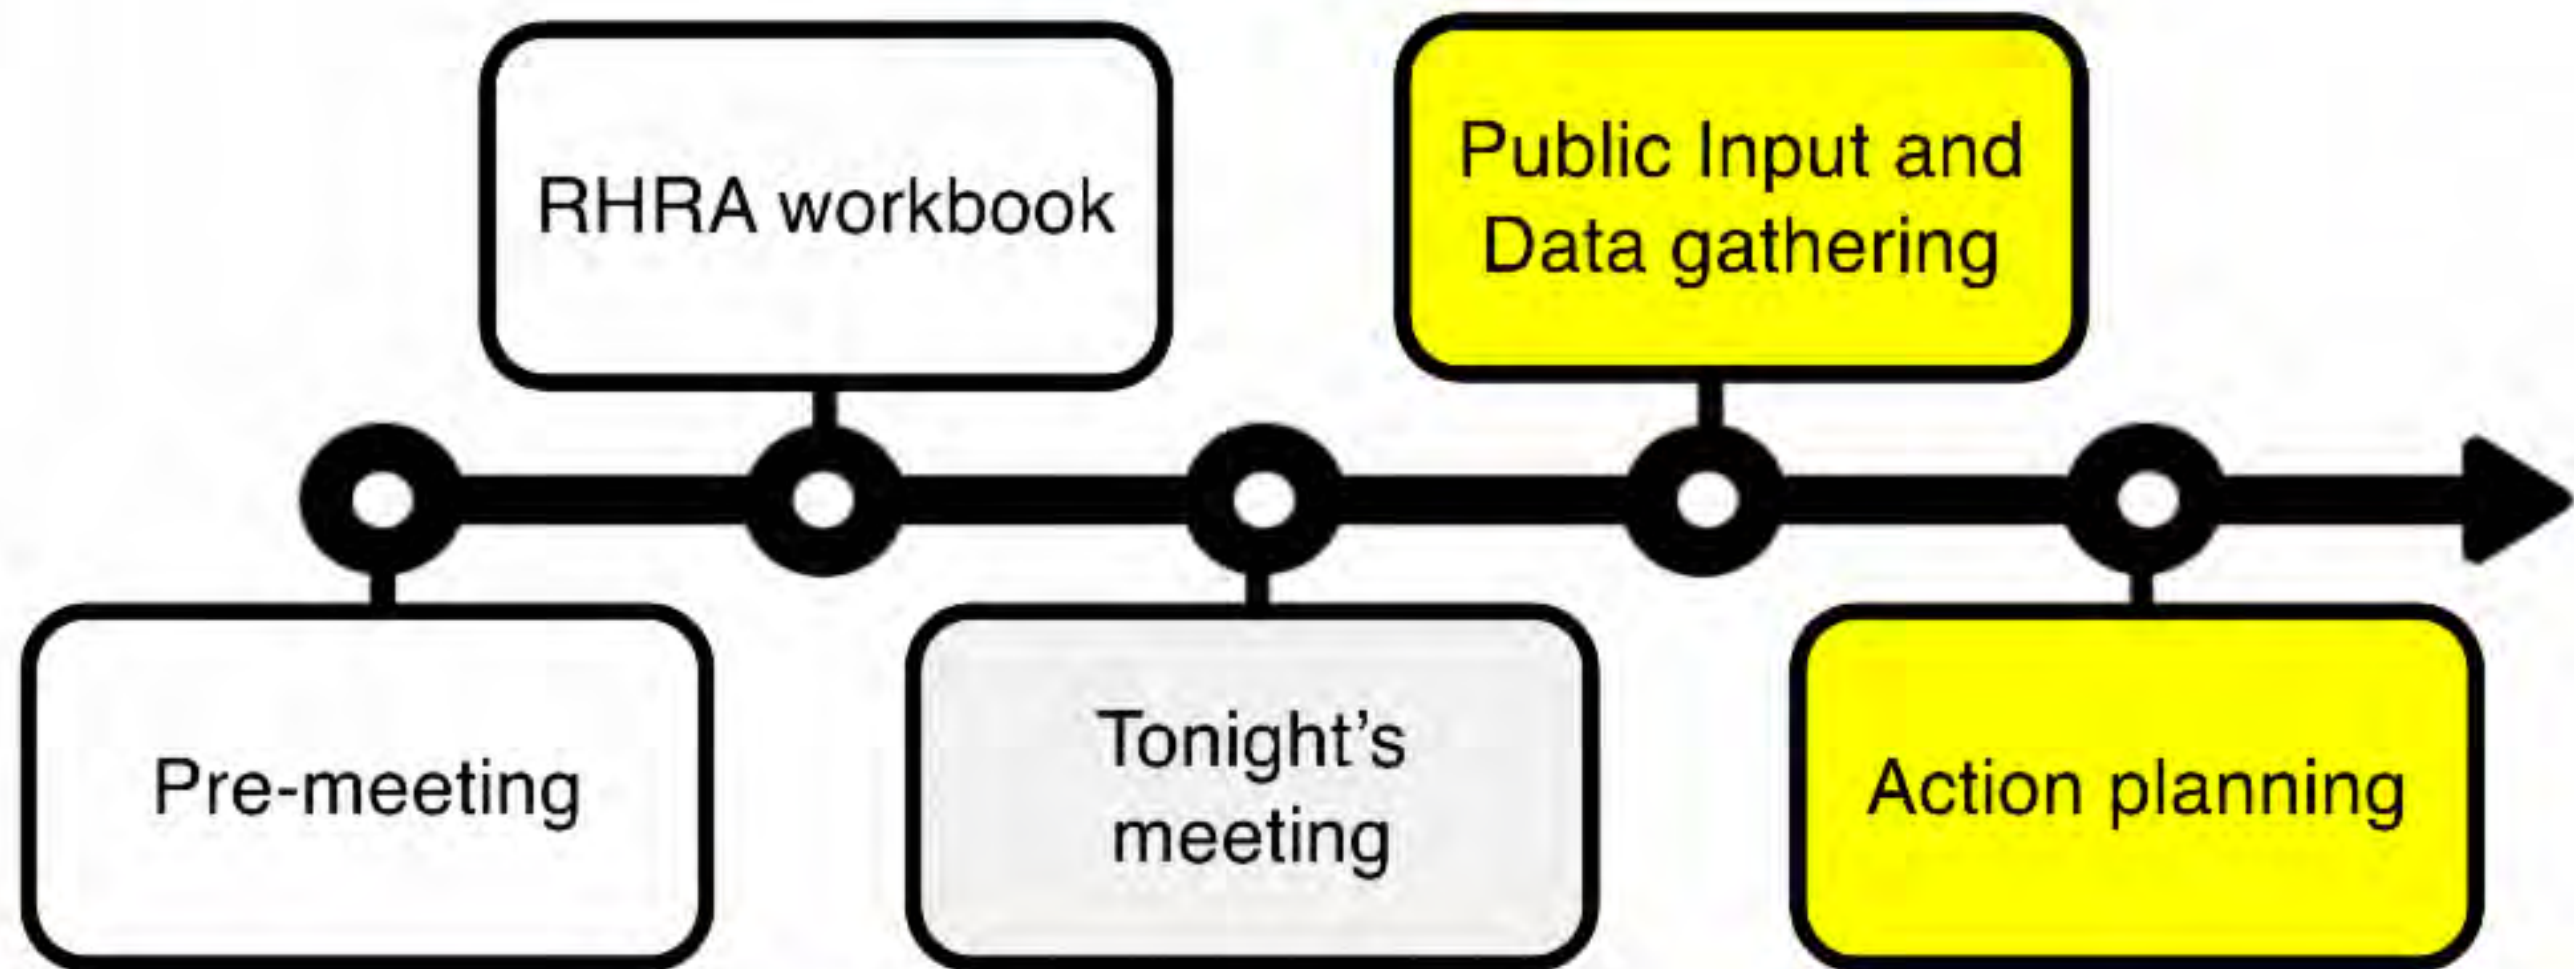 Pre-meeting
RHRA workbook
Tonight’s
meeting
Public Input and
Data gathering
Action planning